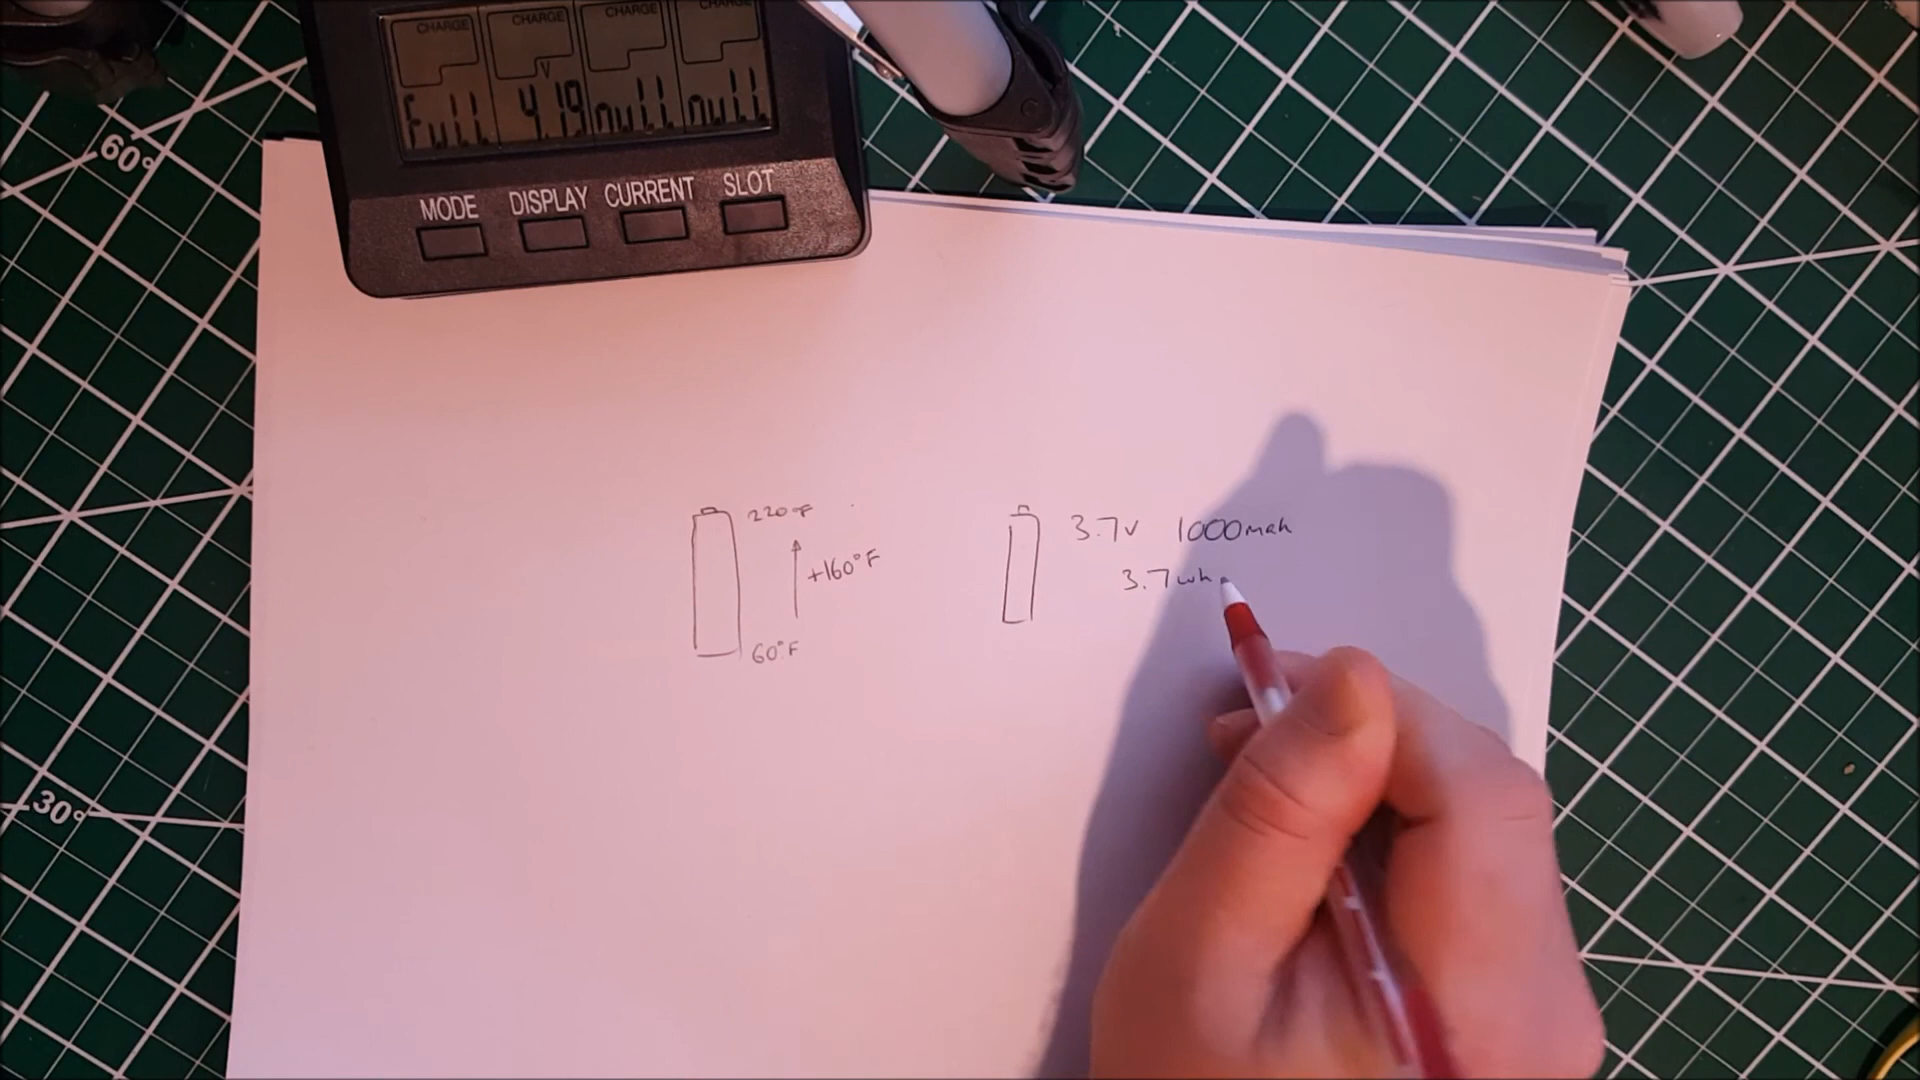 CHARGE CHARGE CHARGE CHARGE
V
Full 4.19 null null
MODE DISPLAY CURRENT SLOT
60°
30°
220°F
+160°F
60°F
3.7v 1000mah
3.7wh